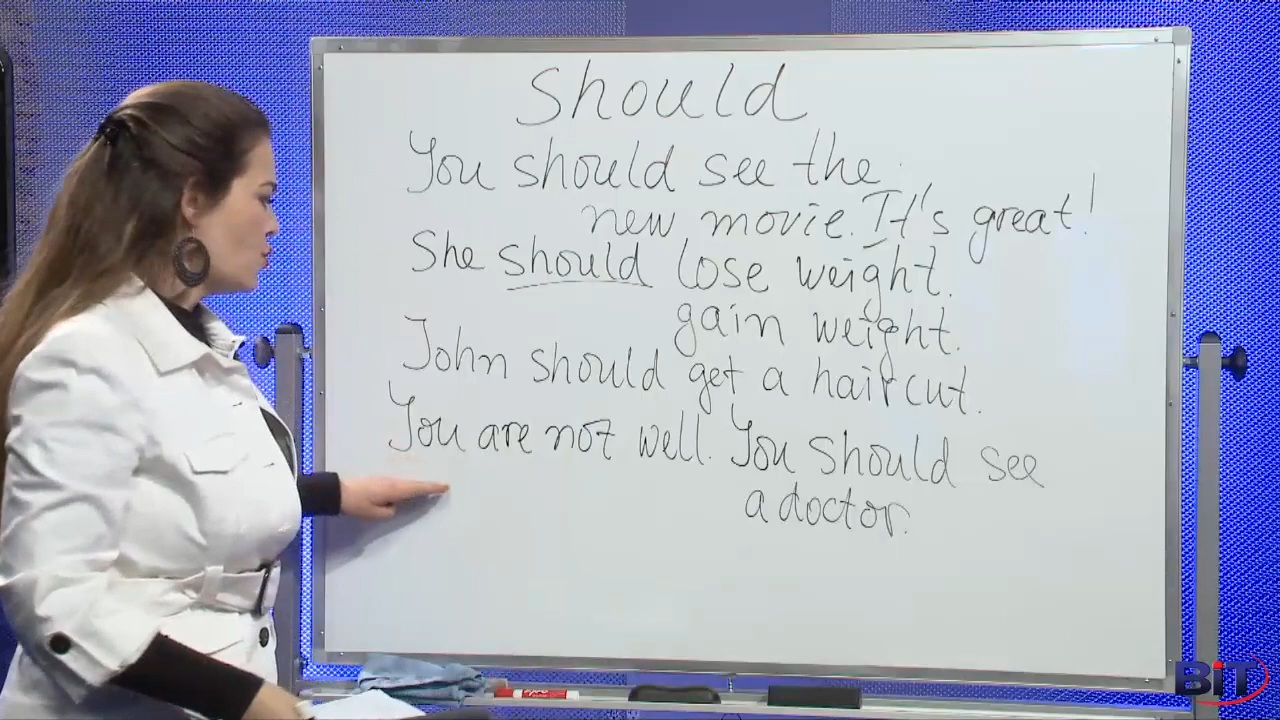 Should
You should see the
new movie. It's great!
She should lose weight.
gain weight.
John should get a haircut.
You are not well. You should see
a doctor.
BiT